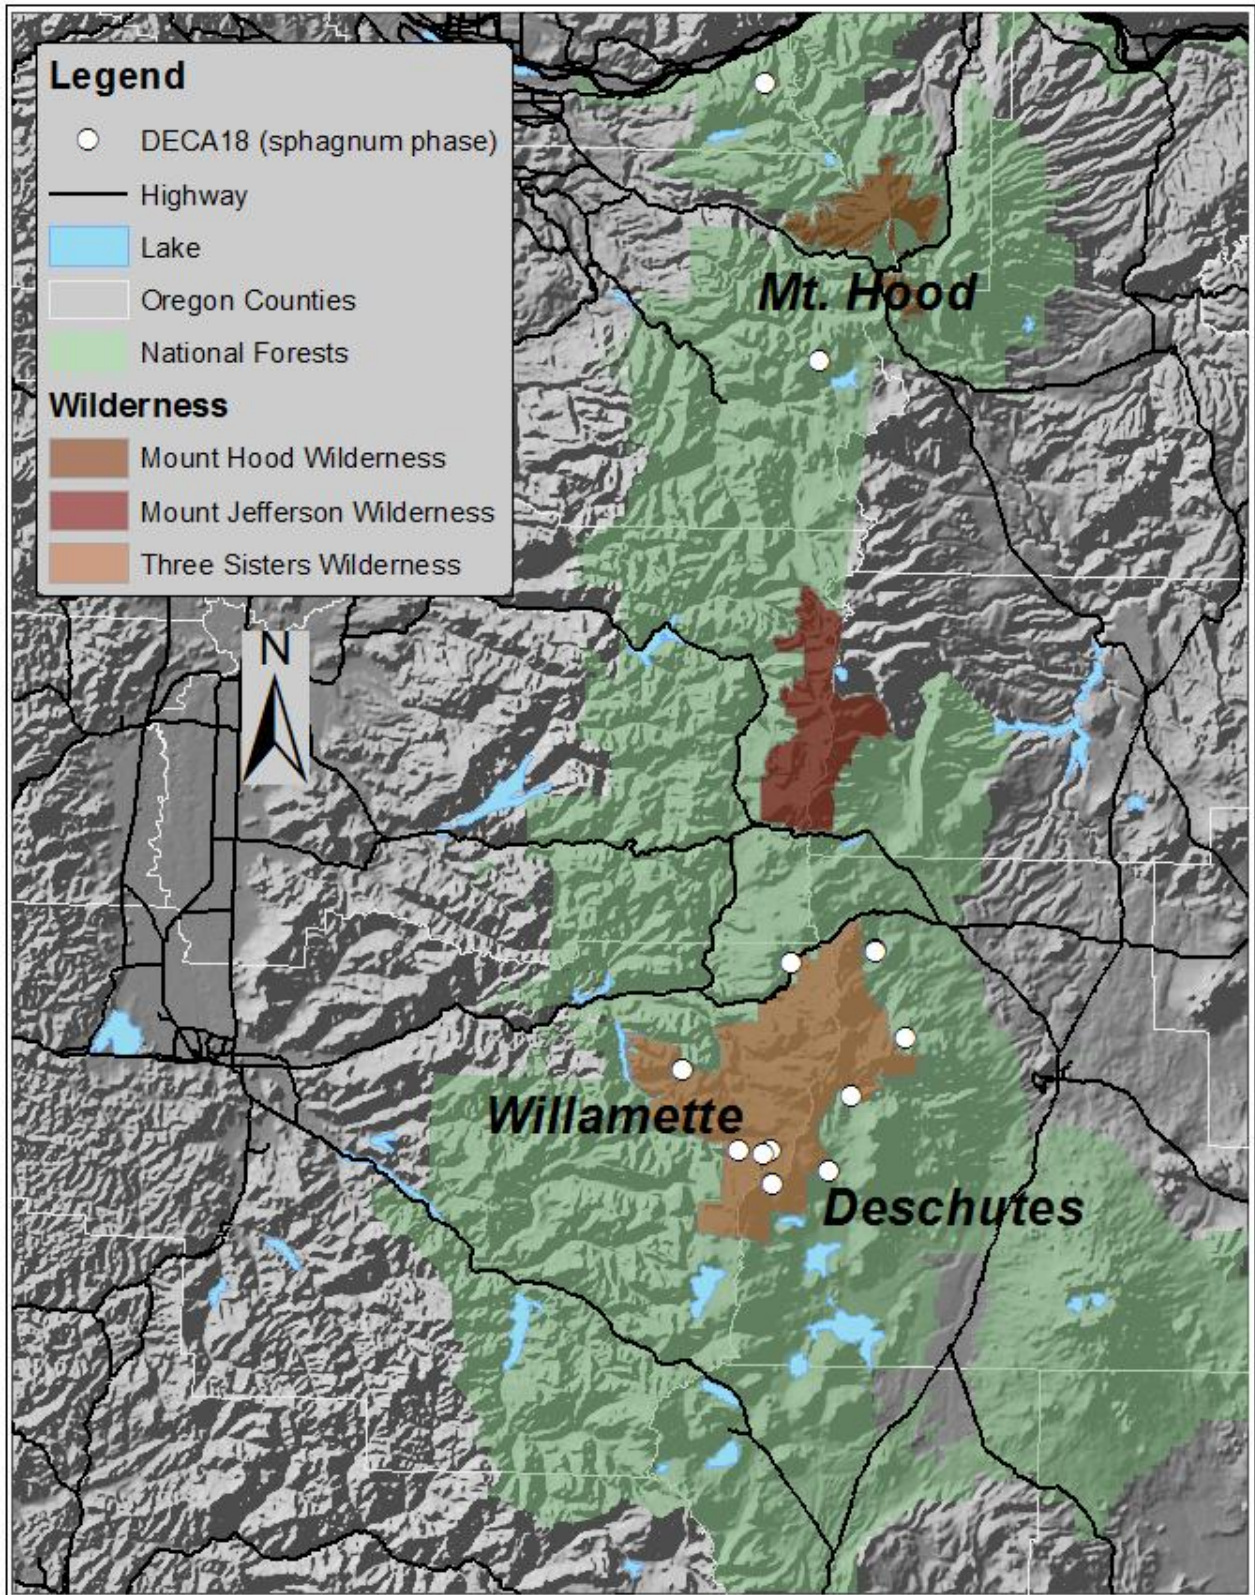 Legend
DECA18 (sphagnum phase)
Highway
Lake
Oregon Counties
National Forests
Wilderness
Mount Hood Wilderness
Mount Jefferson Wilderness
Three Sisters Wilderness
N
Mt. Hood
Willamette
Deschutes